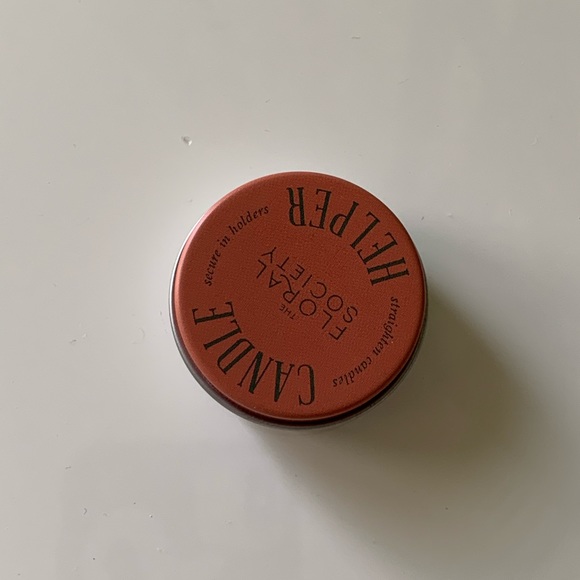 CANDLE
secure in holders
HELPER
straighten candles
THE
FLORAL
SOCIETY